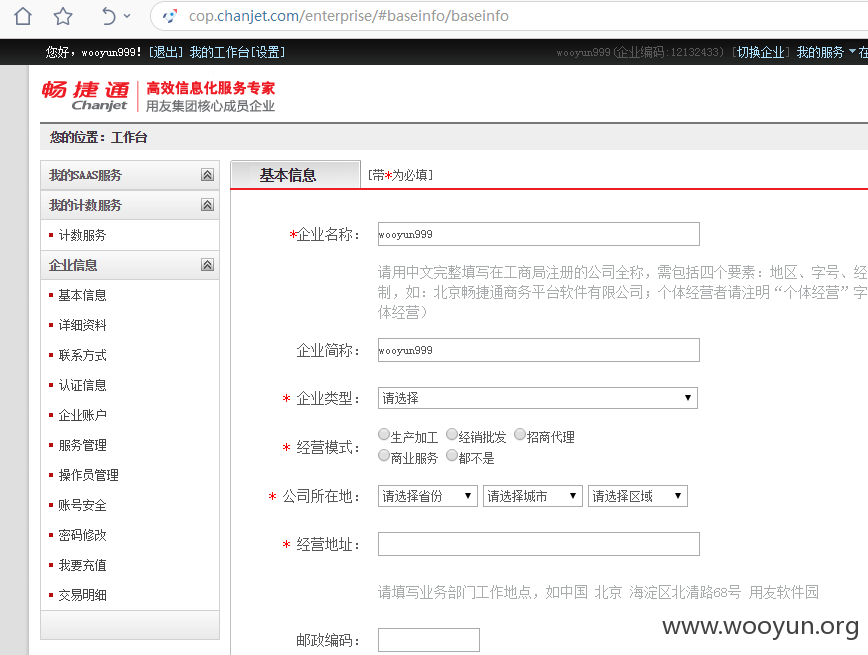 cop.chanjet.com/enterprise/#baseinfo/baseinfo
您好，wooyun999! [退出] 我的工作台[设置]
wooyun999(企业编码:12132433) [切换企业] 我的服务 在
畅捷通 Chanjet
高效信息化服务专家
用友集团核心成员企业
您的位置：工作台
我的SAAS服务
我的计数服务
计数服务
企业信息
基本信息
详细资料
联系方式
认证信息
企业账户
服务管理
操作员管理
账号安全
密码修改
我要充值
交易明细
基本信息 [带*为必填]
*企业名称： wooyun999
请用中文完整填写在工商局注册的公司全称，需包括四个要素：地区、字号、经
制，如：北京畅捷通商务平台软件有限公司；个体经营者请注明“个体经营”字
体经营）
企业简称： wooyun999
* 企业类型： 请选择
* 经营模式： 生产加工 经销批发 招商代理
商业服务 都不是
* 公司所在地： 请选择省份 请选择城市 请选择区域
* 经营地址：
请填写业务部门工作地点，如中国 北京 海淀区北清路68号 用友软件园
邮政编码：
www.wooyun.org